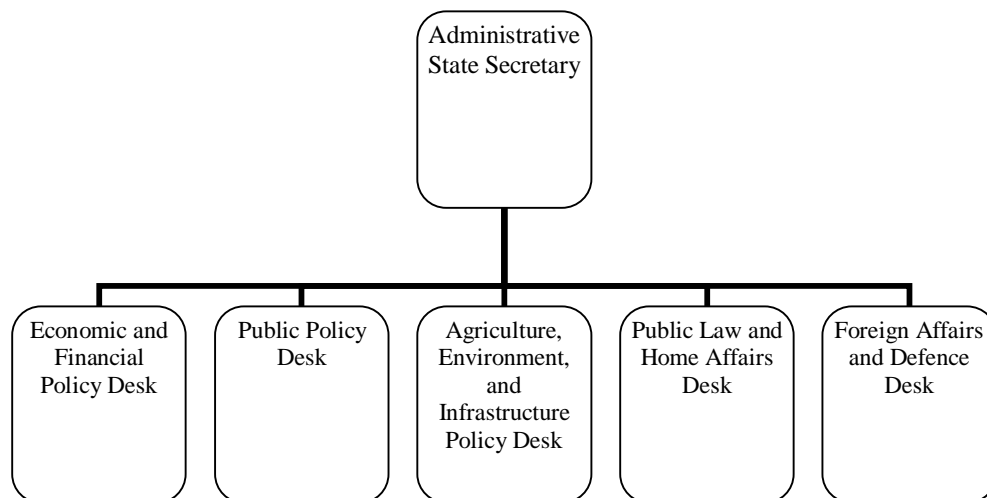 Administrative
State Secretary
Economic and
Financial
Policy Desk
Public Policy
Desk
Agriculture,
Environment,
and
Infrastructure
Policy Desk
Public Law and
Home Affairs
Desk
Foreign Affairs
and Defence
Desk